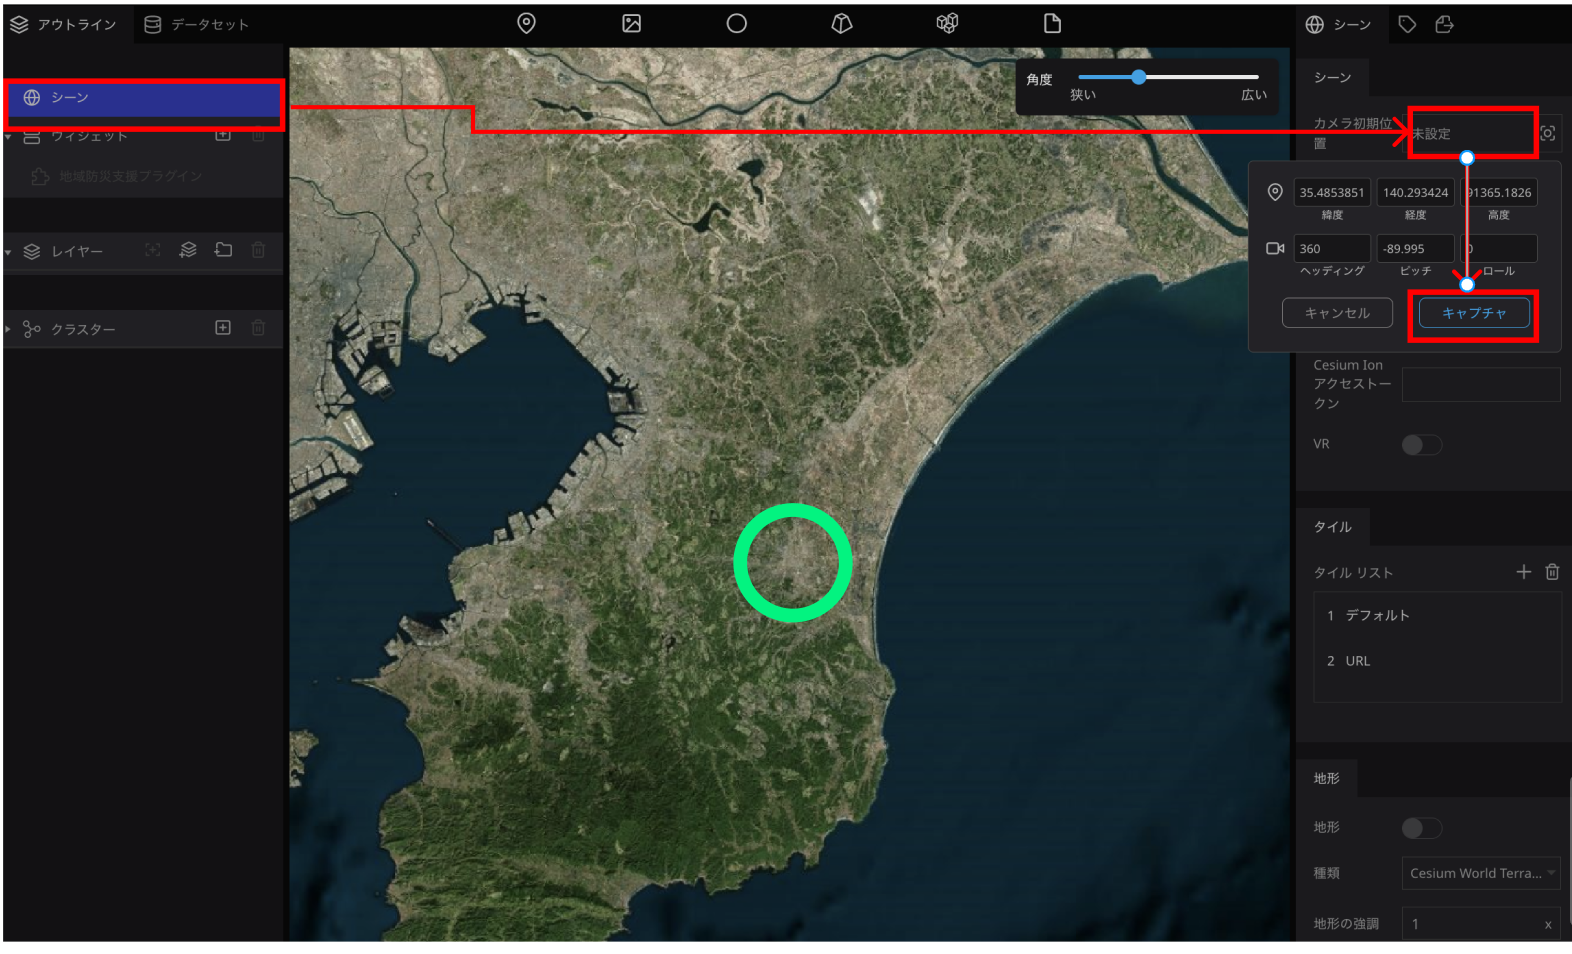 アウトライン
データセット
シーン
シーン
ウィジェット
地域防災支援プラグイン
レイヤー
クラスター
角度
狭い
広い
シーン
カメラ初期位
置
未設定
35.4853851
140.293424
91365.1826
緯度
経度
高度
360
-89.995
0
ヘッディング
ピッチ
ロール
キャンセル
キャプチャ
Cesium Ion
アクセストー
クン
VR
タイル
タイル リスト
1 デフォルト
2 URL
地形
地形
種類
Cesium World Terra...
地形の強調
1
x